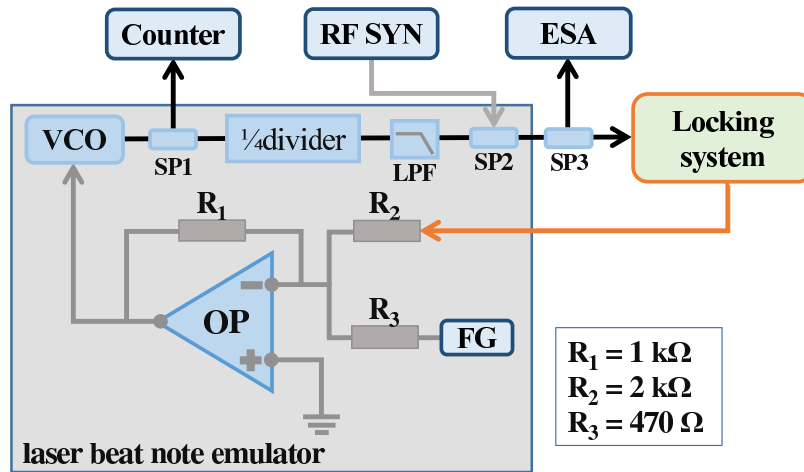 Counter
RF SYN
ESA
VCO
SP1
¼divider
LPF
SP2
SP3
Locking
system
R₁
R₂
OP
R₃
FG
R₁ = 1 kΩ
R₂ = 2 kΩ
R₃ = 470 Ω
laser beat note emulator